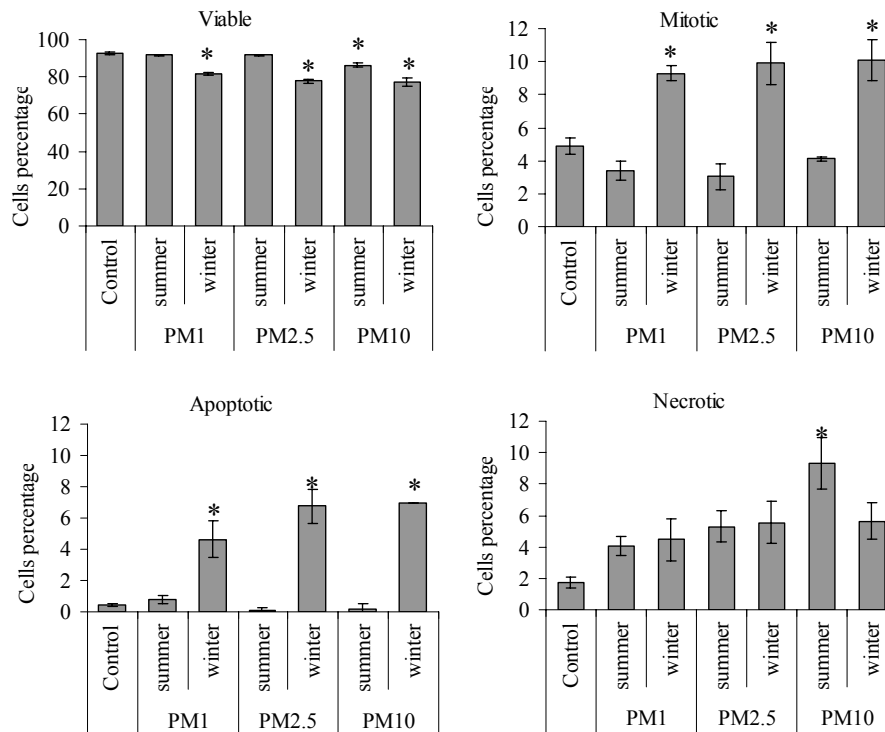 Viable
Cells percentage
100
80
60
40
20
0
*
*
*
*
Control
summer
winter
summer
winter
summer
winter
PM1
PM2.5
PM10
Mitotic
Cells percentage
12
10
8
6
4
2
0
*
*
*
Control
summer
winter
summer
winter
summer
winter
PM1
PM2.5
PM10
Apoptotic
Cells percentage
12
10
8
6
4
2
0
*
*
*
Control
summer
winter
summer
winter
summer
winter
PM1
PM2.5
PM10
Necrotic
Cells percentage
12
10
8
6
4
2
0
*
Control
summer
winter
summer
winter
summer
winter
PM1
PM2.5
PM10